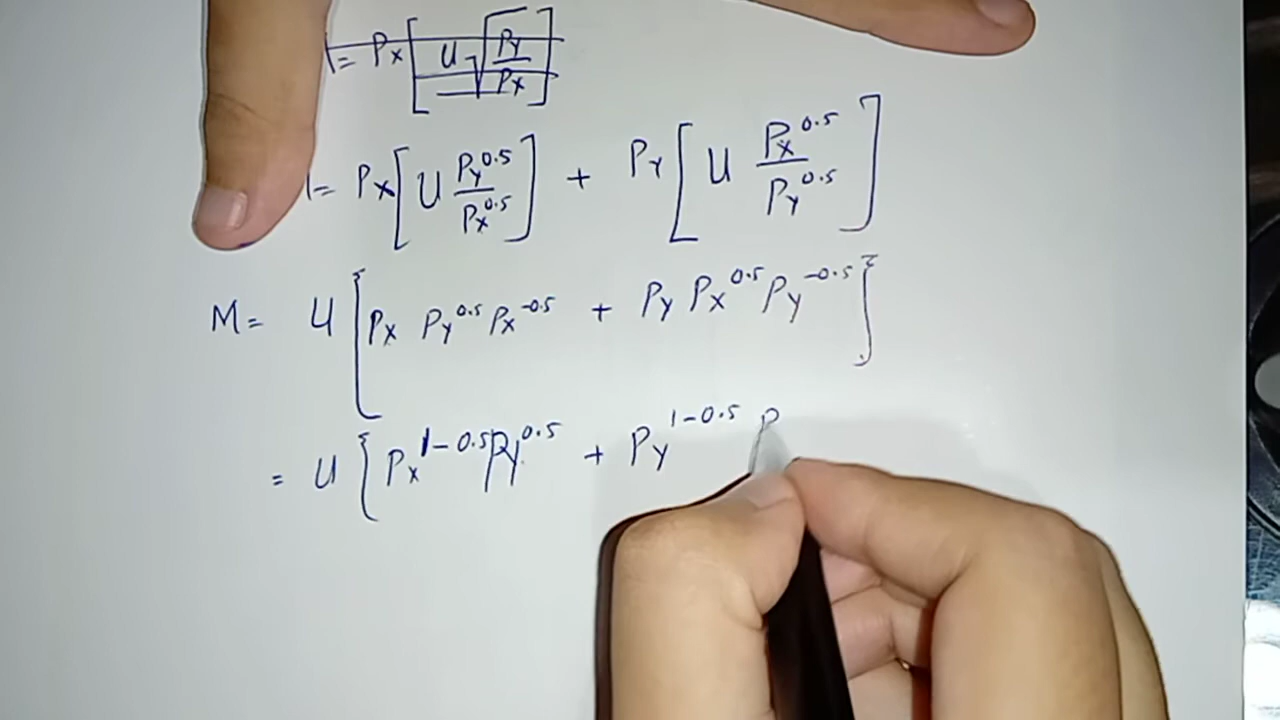 = Px [ U √ Py / Px ]
= Px [ U Py^0.5 / Px^0.5 ] + Py [ U Px^0.5 / Py^0.5 ]
M = U [ Px Py^0.5 Px^-0.5 + Py Px^0.5 Py^-0.5 ]
= U [ Px^1-0.5 Py^0.5 + Py^1-0.5 P